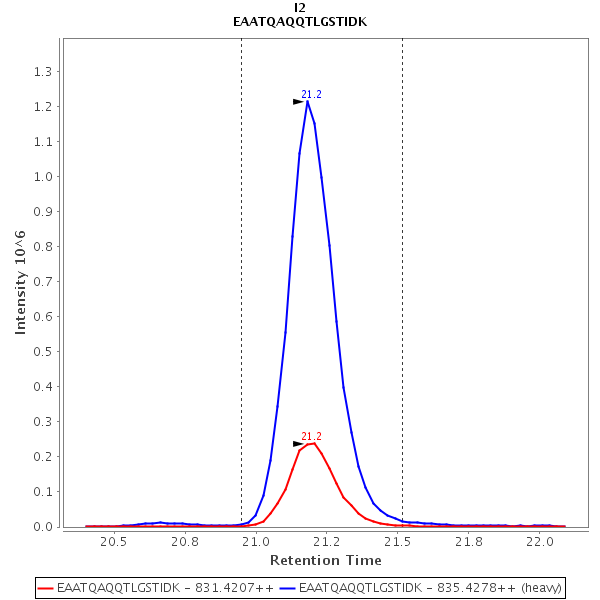 I2
EAATQAQQTLGSTIDK
1.3
1.2
1.1
1.0
0.9
0.8
0.7
0.6
0.5
0.4
0.3
0.2
0.1
0.0
Intensity 10^6
21.2
21.2
20.5 20.8 21.0 21.2 21.5 21.8 22.0
Retention Time
EAATQAQQTLGSTIDK - 831.4207++ EAATQAQQTLGSTIDK - 835.4278++ (heavy)